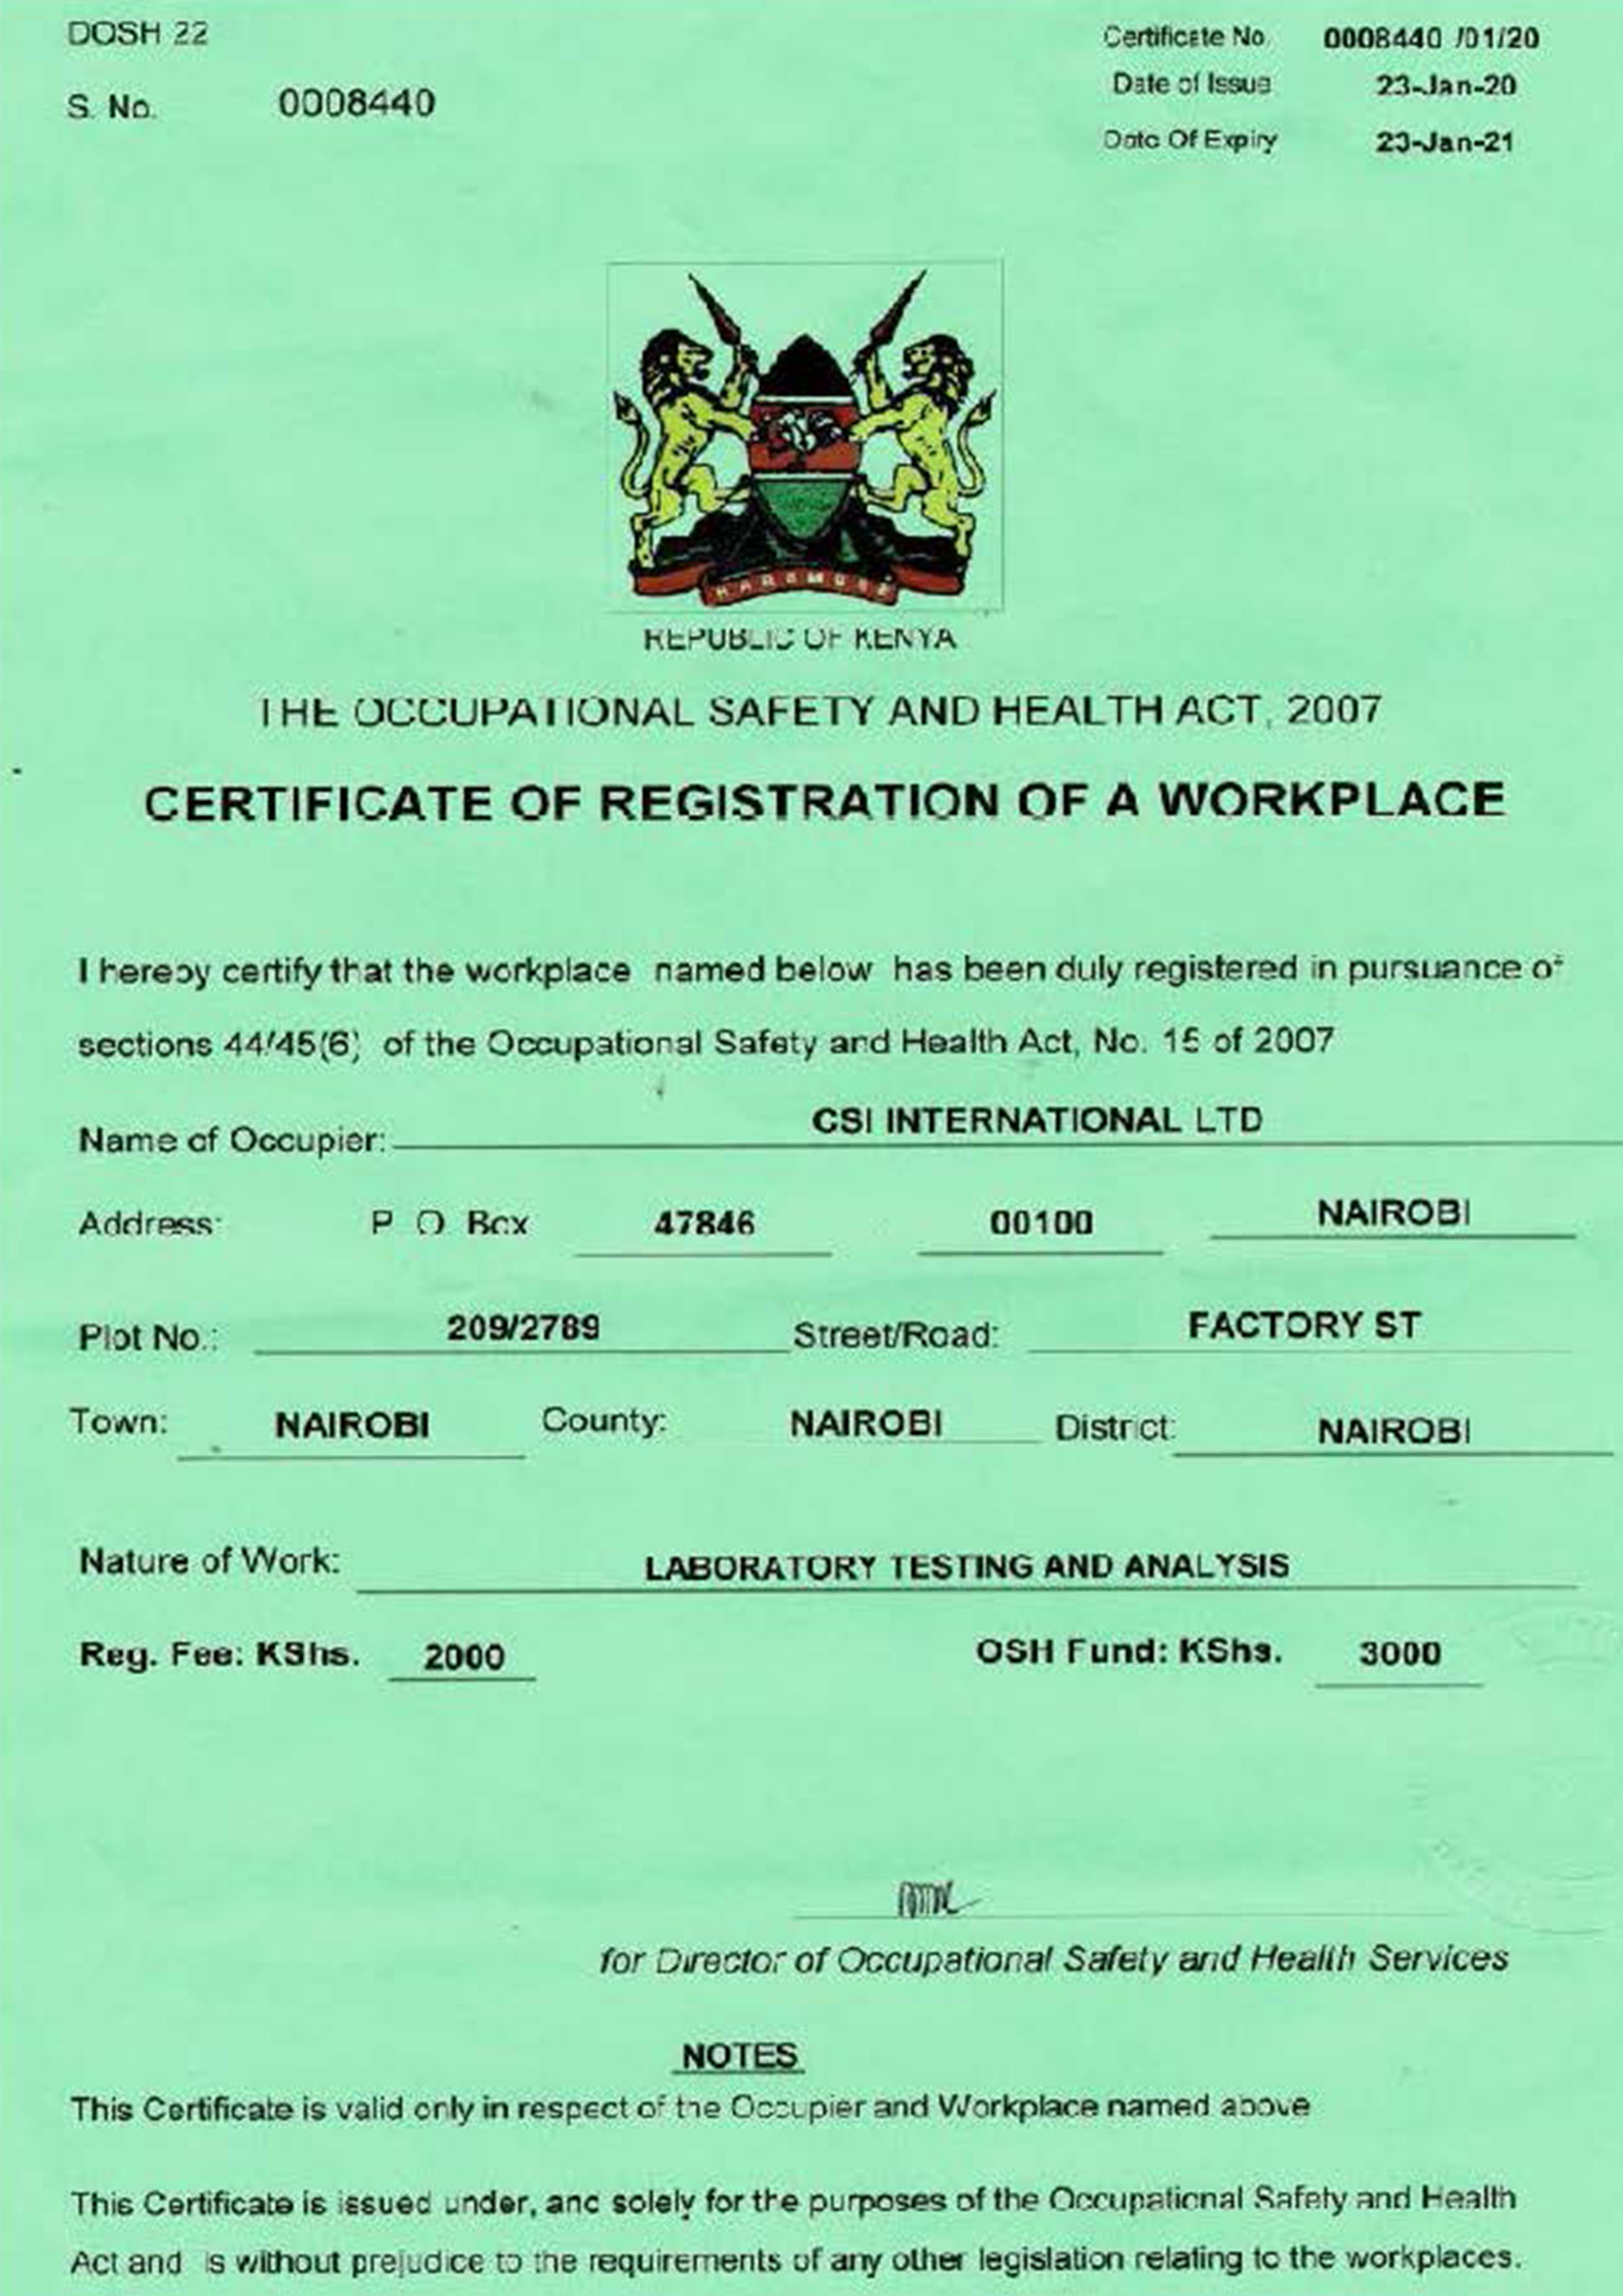 DOSH 22
Certificate No. 0008440 /01/20
S. No. 0008440
Date of Issue 23-Jan-20
Date Of Expiry 23-Jan-21
HARAMBEE
REPUBLIC OF KENYA
THE OCCUPATIONAL SAFETY AND HEALTH ACT, 2007
CERTIFICATE OF REGISTRATION OF A WORKPLACE
I hereby certify that the workplace named below has been duly registered in pursuance of
sections 44/45(6) of the Occupational Safety and Health Act, No. 15 of 2007
Name of Occupier: CSI INTERNATIONAL LTD
Address: P O Box 47846 00100 NAIROBI
Plot No.: 209/2789 Street/Road: FACTORY ST
Town: NAIROBI County: NAIROBI District: NAIROBI
Nature of Work: LABORATORY TESTING AND ANALYSIS
Reg. Fee: KShs. 2000 OSH Fund: KShs. 3000
for Director of Occupational Safety and Health Services
NOTES
This Certificate is valid only in respect of the Occupier and Workplace named above
This Certificate is issued under, and solely for the purposes of the Occupational Safety and Health
Act and is without prejudice to the requirements of any other legislation relating to the workplaces.